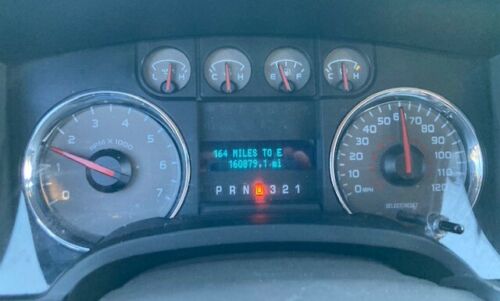 L H
C H
E F
C H
0 1 2 3 4 5 6 7
RPM X 1000
164 MILES TO E
160879.1 mi
P R N D 3 2 1
0 10 20 30 40 50 60 70 80 90 100 120
MPH